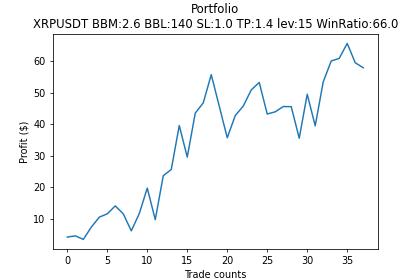 Portfolio
XRPUSDT BBM:2.6 BBL:140 SL:1.0 TP:1.4 lev:15 WinRatio:66.0
60
50
40
30
20
10
Profit ($)
0 5 10 15 20 25 30 35
Trade counts